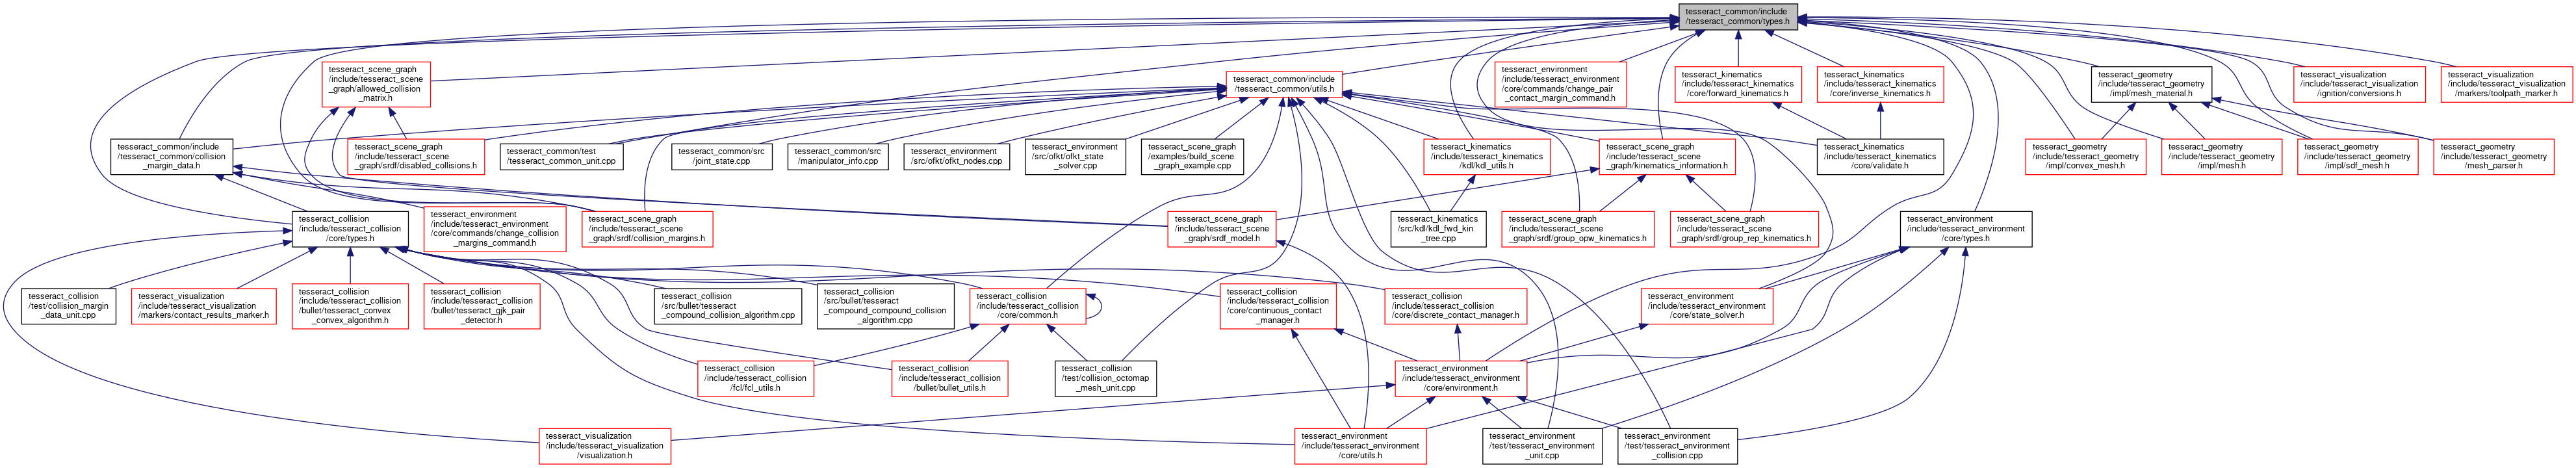 tesseract_common/include
/tesseract_common/types.h
tesseract_scene_graph
/include/tesseract_scene
_graph/allowed_collision
_matrix.h
tesseract_common/include
/tesseract_common/utils.h
tesseract_environment
/include/tesseract_environment
/core/commands/change_pair
_contact_margin_command.h
tesseract_kinematics
/include/tesseract_kinematics
/core/forward_kinematics.h
tesseract_kinematics
/include/tesseract_kinematics
/core/inverse_kinematics.h
tesseract_geometry
/include/tesseract_geometry
/impl/mesh_material.h
tesseract_visualization
/include/tesseract_visualization
/ignition/conversions.h
tesseract_visualization
/include/tesseract_visualization
/markers/toolpath_marker.h
tesseract_common/include
/tesseract_common/collision
_margin_data.h
tesseract_scene_graph
/include/tesseract_scene
_graph/srdf/disabled_collisions.h
tesseract_common/test
/tesseract_common_unit.cpp
tesseract_common/src
/joint_state.cpp
tesseract_common/src
/manipulator_info.cpp
tesseract_environment
/src/ofkt/ofkt_nodes.cpp
tesseract_environment
/src/ofkt/ofkt_state
_solver.cpp
tesseract_scene_graph
/examples/build_scene
_graph_example.cpp
tesseract_kinematics
/include/tesseract_kinematics
/kdl/kdl_utils.h
tesseract_scene_graph
/include/tesseract_scene
_graph/kinematics_information.h
tesseract_kinematics
/include/tesseract_kinematics
/core/validate.h
tesseract_geometry
/include/tesseract_geometry
/impl/convex_mesh.h
tesseract_geometry
/include/tesseract_geometry
/impl/mesh.h
tesseract_geometry
/include/tesseract_geometry
/impl/sdf_mesh.h
tesseract_geometry
/include/tesseract_geometry
/mesh_parser.h
tesseract_collision
/include/tesseract_collision
/core/types.h
tesseract_environment
/include/tesseract_environment
/core/commands/change_collision
_margins_command.h
tesseract_scene_graph
/include/tesseract_scene
_graph/srdf/collision_margins.h
tesseract_scene_graph
/include/tesseract_scene
_graph/srdf_model.h
tesseract_kinematics
/src/kdl/kdl_fwd_kin
_tree.cpp
tesseract_scene_graph
/include/tesseract_scene
_graph/srdf/group_opw_kinematics.h
tesseract_scene_graph
/include/tesseract_scene
_graph/srdf/group_rep_kinematics.h
tesseract_environment
/include/tesseract_environment
/core/types.h
tesseract_collision
/test/collision_margin
_data_unit.cpp
tesseract_visualization
/include/tesseract_visualization
/markers/contact_results_marker.h
tesseract_collision
/include/tesseract_collision
/bullet/tesseract_convex
_convex_algorithm.h
tesseract_collision
/include/tesseract_collision
/bullet/tesseract_gjk_pair
_detector.h
tesseract_collision
/src/bullet/tesseract
_compound_collision_algorithm.cpp
tesseract_collision
/src/bullet/tesseract
_compound_compound_collision
_algorithm.cpp
tesseract_collision
/include/tesseract_collision
/core/common.h
tesseract_collision
/include/tesseract_collision
/core/continuous_contact
_manager.h
tesseract_collision
/include/tesseract_collision
/core/discrete_contact_manager.h
tesseract_environment
/include/tesseract_environment
/core/state_solver.h
tesseract_collision
/include/tesseract_collision
/fcl/fcl_utils.h
tesseract_collision
/include/tesseract_collision
/bullet/bullet_utils.h
tesseract_collision
/test/collision_octomap
_mesh_unit.cpp
tesseract_environment
/include/tesseract_environment
/core/environment.h
tesseract_visualization
/include/tesseract_visualization
/visualization.h
tesseract_environment
/include/tesseract_environment
/core/utils.h
tesseract_environment
/test/tesseract_environment
_unit.cpp
tesseract_environment
/test/tesseract_environment
_collision.cpp